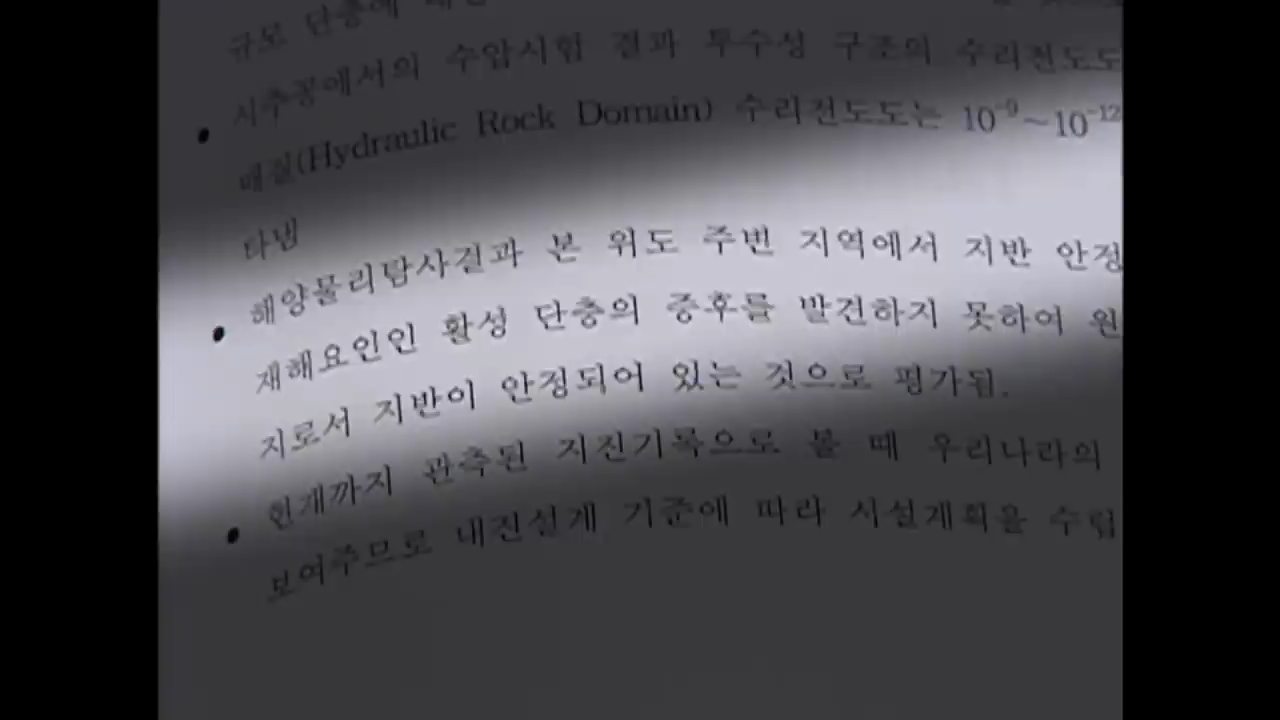 규모 단층에
시추공에서의 수압시험 결과 투수성 구조의 수리전도도
매질(Hydraulic Rock Domain) 수리전도도는 10⁻⁹~10⁻¹²
타냄
해양물리탐사결과 본 위도 주변 지역에서 지반 안정
재해요인인 활성 단층의 증후를 발견하지 못하여 원
지로서 지반이 안정되어 있는 것으로 평가됨.
현재까지 관측된 지진기록으로 볼 때 우리나라의
보여주므로 내진설계 기준에 따라 시설계획을 수립